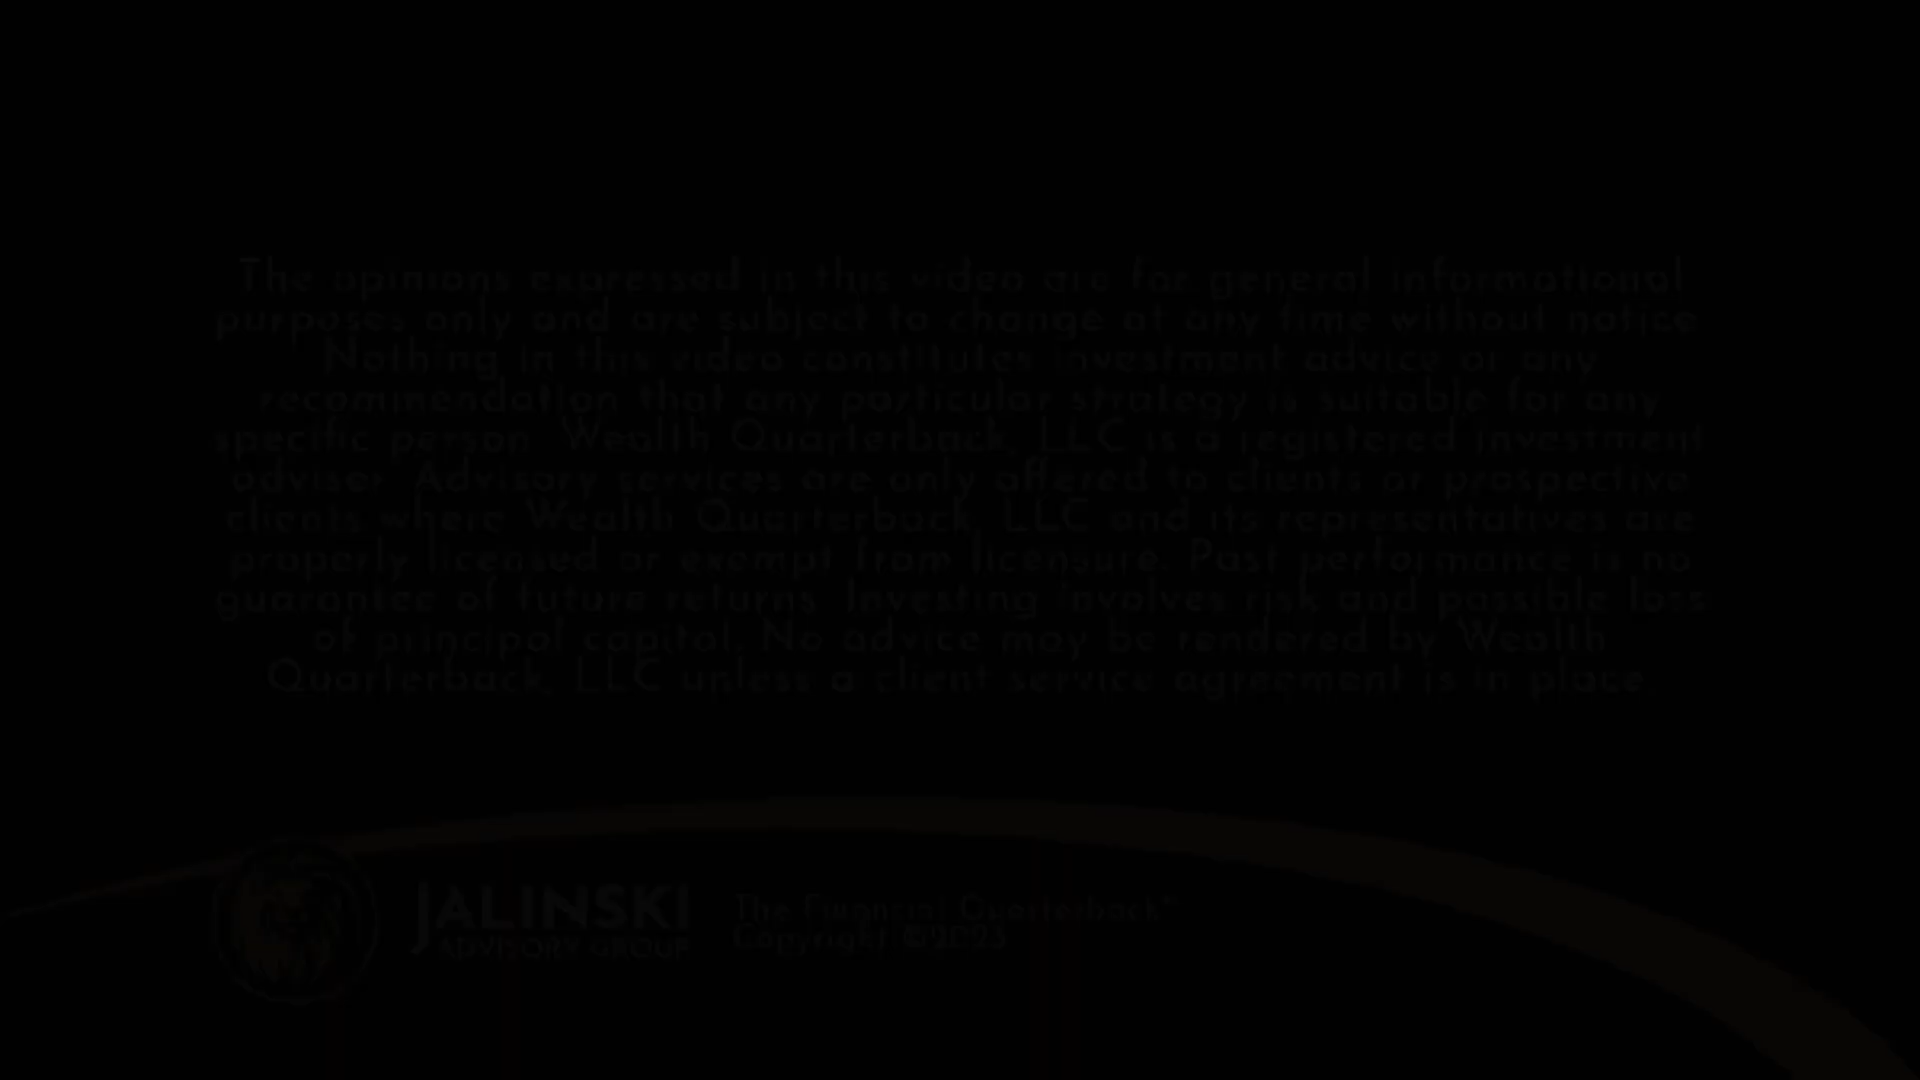 The opinions expressed in this video are for general informational
purposes only and are subject to change at any time without notice.
Nothing in this video constitutes investment advice or any
recommendation that any particular strategy is suitable for any
specific person. Wealth Quarterback, LLC is a registered investment
adviser. Advisory services are only offered to clients or prospective
clients where Wealth Quarterback, LLC and its representatives are
properly licensed or exempt from licensure. Past performance is no
guarantee of future returns. Investing involves risk and possible loss
of principal capital. No advice may be rendered by Wealth
Quarterback, LLC unless a client service agreement is in place.
JALINSKI
ADVISORY GROUP
The Financial Quarterback™
Copyright ©2023